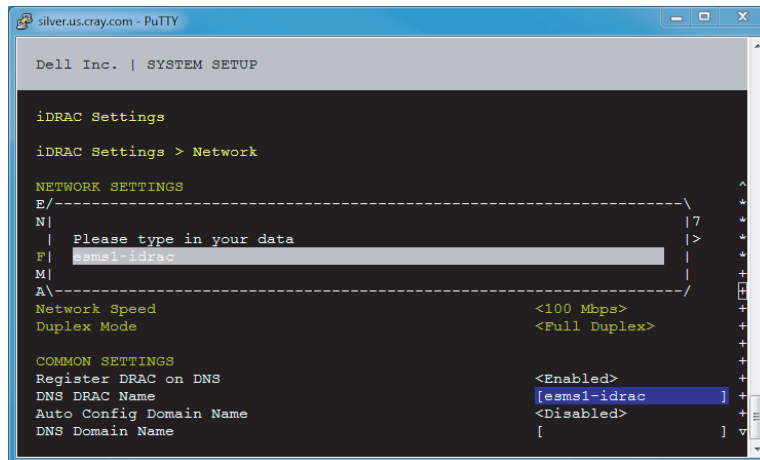 silver.us.cray.com - PuTTY
Dell Inc. | SYSTEM SETUP
iDRAC Settings
iDRAC Settings > Network
NETWORK SETTINGS ^
E/--------------------------------------------------------------------\ *
N| |7 *
| Please type in your data |> *
F| esms1-idrac | *
M| | +
A\--------------------------------------------------------------------/ +
Network Speed <100 Mbps> +
Duplex Mode <Full Duplex> +
+
COMMON SETTINGS +
Register DRAC on DNS <Enabled> +
DNS DRAC Name [esms1-idrac ] +
Auto Config Domain Name <Disabled> +
DNS Domain Name [ ] v